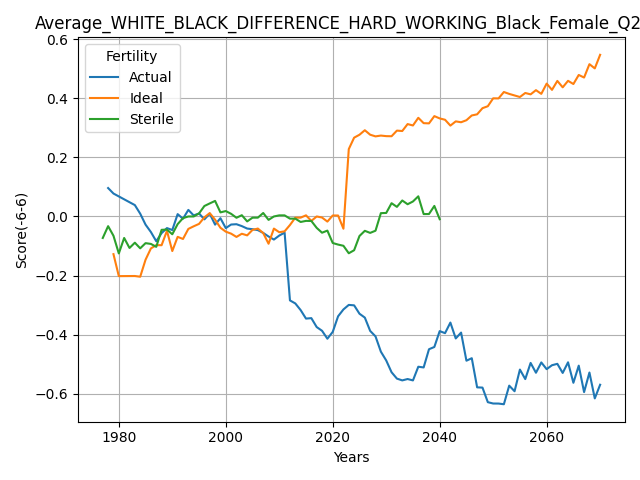 Average_WHITE_BLACK_DIFFERENCE_HARD_WORKING_Black_Female_Q2
Fertility
Actual
Ideal
Sterile
Score(-6-6)
0.6
0.4
0.2
0.0
−0.2
−0.4
−0.6
1980 2000 2020 2040 2060
Years